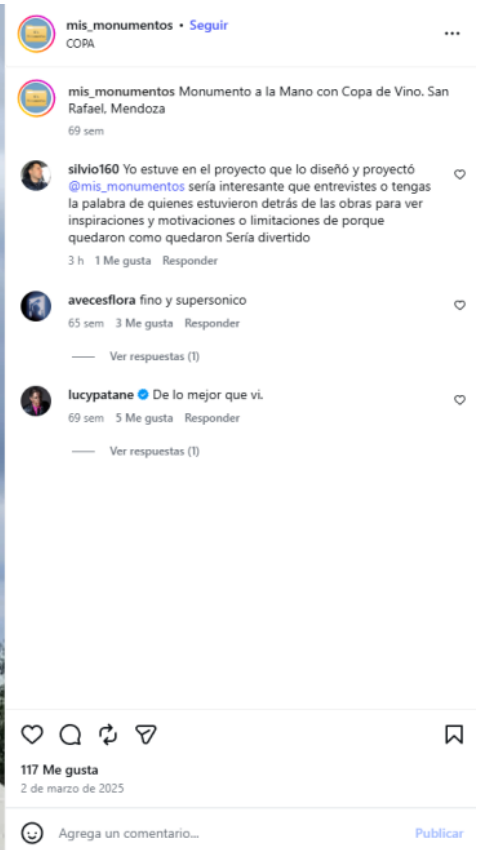 mis_monumentos • Seguir
COPA
mis_monumentos Monumento a la Mano con Copa de Vino. San
Rafael, Mendoza
69 sem
silvio160 Yo estuve en el proyecto que lo diseñó y proyectó
@mis_monumentos sería interesante que entrevistes o tengas
la palabra de quienes estuvieron detrás de las obras para ver
inspiraciones y motivaciones o limitaciones de porque
quedaron como quedaron Sería divertido
3 h 1 Me gusta Responder
avecesflora fino y supersonico
65 sem 3 Me gusta Responder
Ver respuestas (1)
lucypatane De lo mejor que vi.
69 sem 5 Me gusta Responder
Ver respuestas (1)
117 Me gusta
2 de marzo de 2025
Agrega un comentario...
Publicar